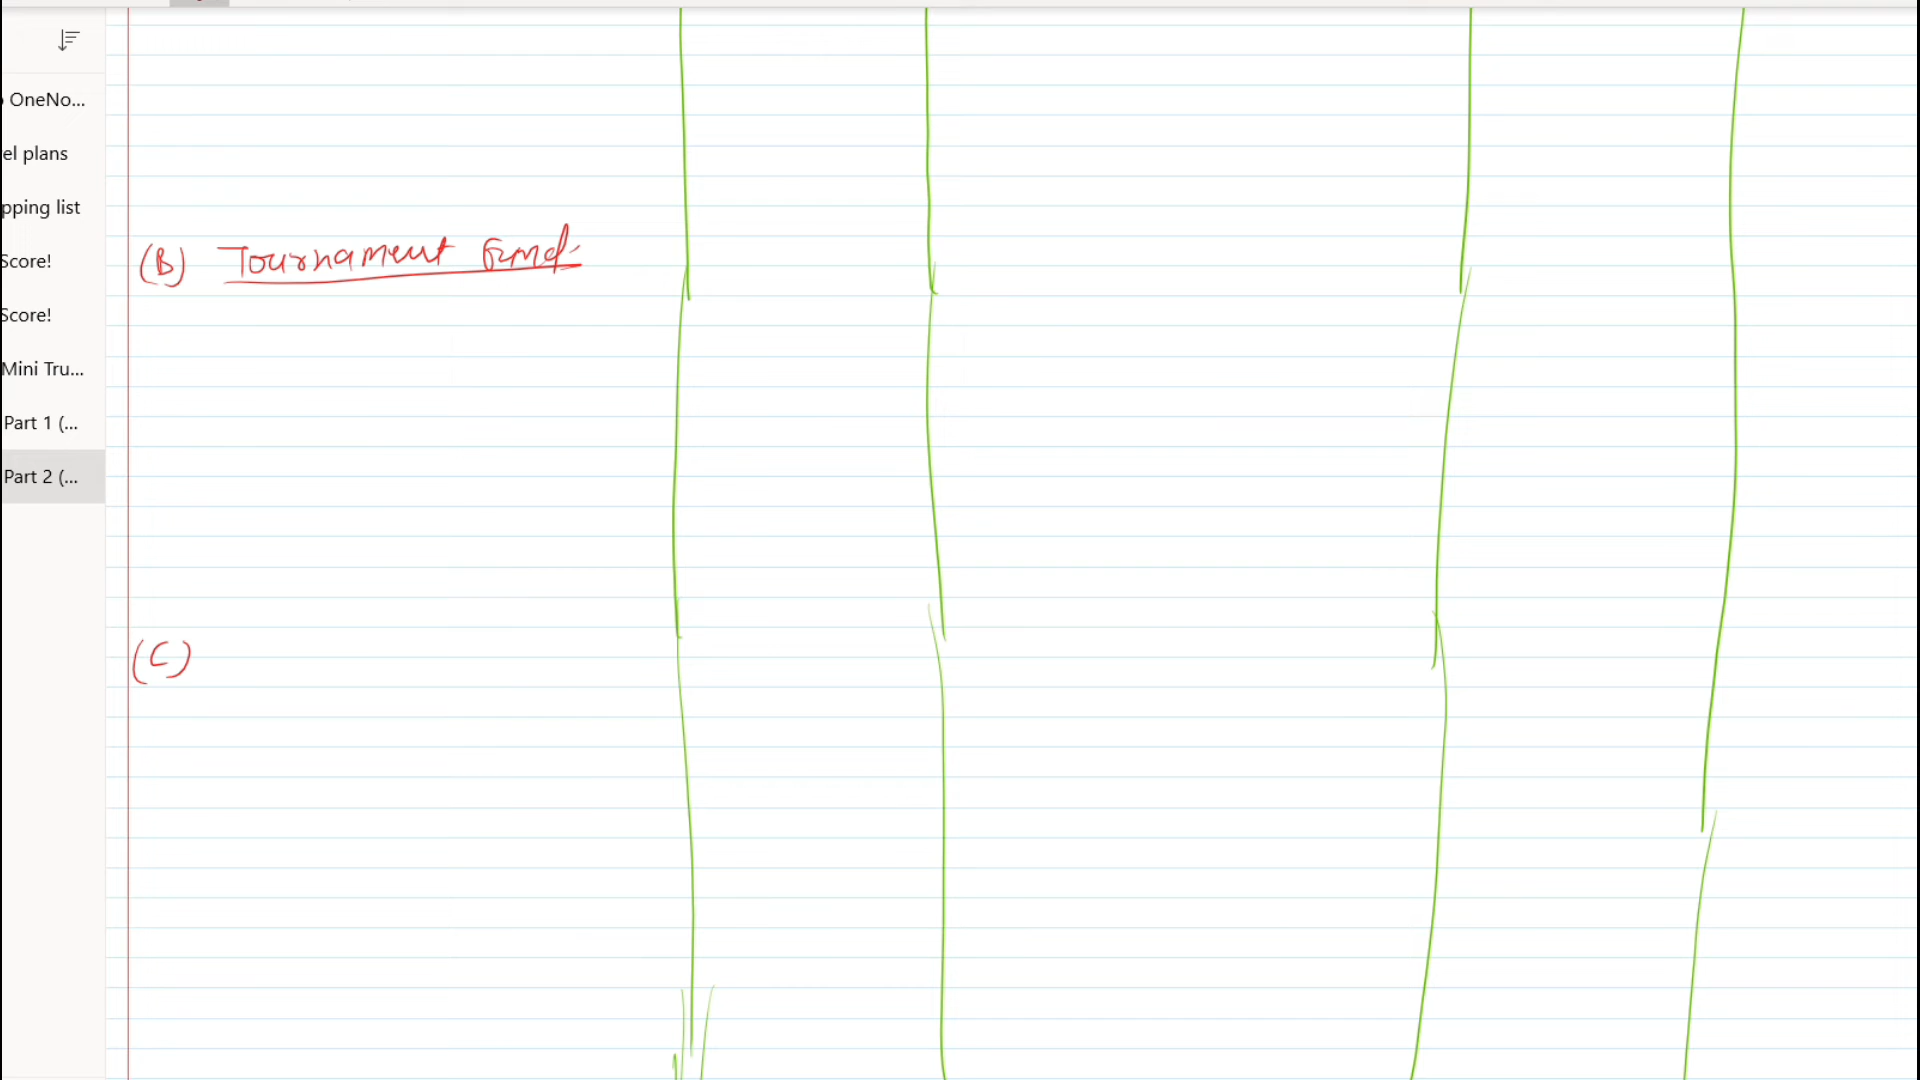 OneNo...
el plans
pping list
Score!
Score!
Mini Tru...
Part 1 (...
Part 2 (...
(B) Tournament Fund:
(C)